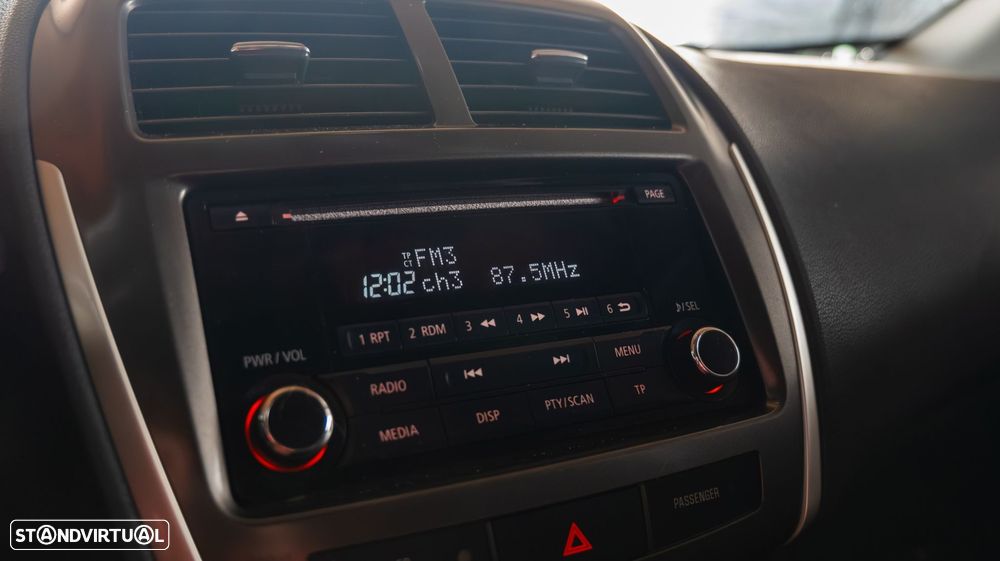 PAGE
TP
CT FM3
12:02 ch3 87.5MHz
1 RPT 2 RDM 3 4 5 6
♪/SEL
PWR / VOL
RADIO MENU
MEDIA DISP PTY/SCAN TP
PASSENGER
STANDVIRTUAL